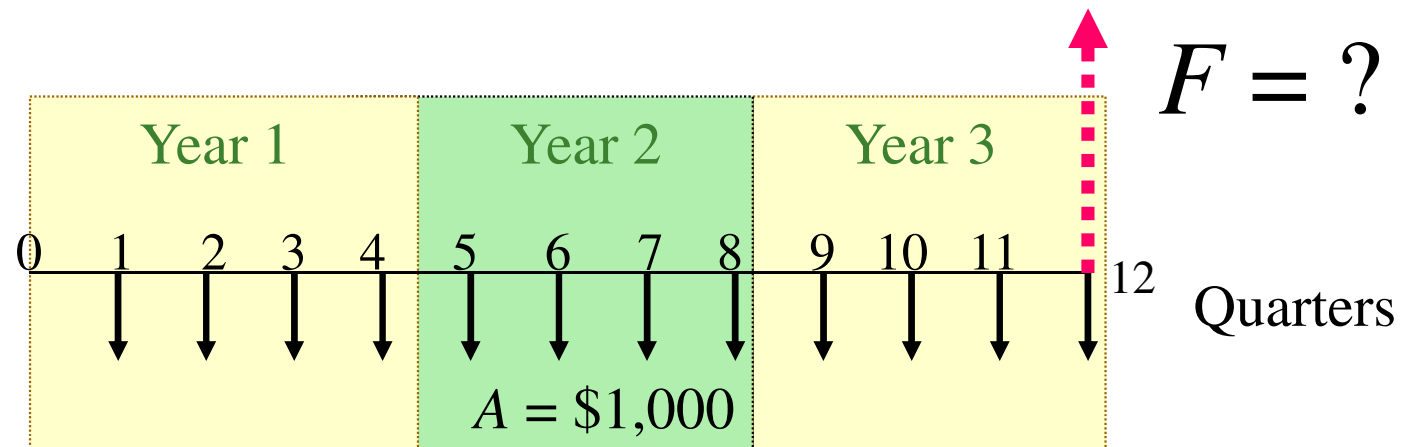 F = ?
Year 1 Year 2 Year 3
0 1 2 3 4 5 6 7 8 9 10 11 12
Quarters
A = $1,000